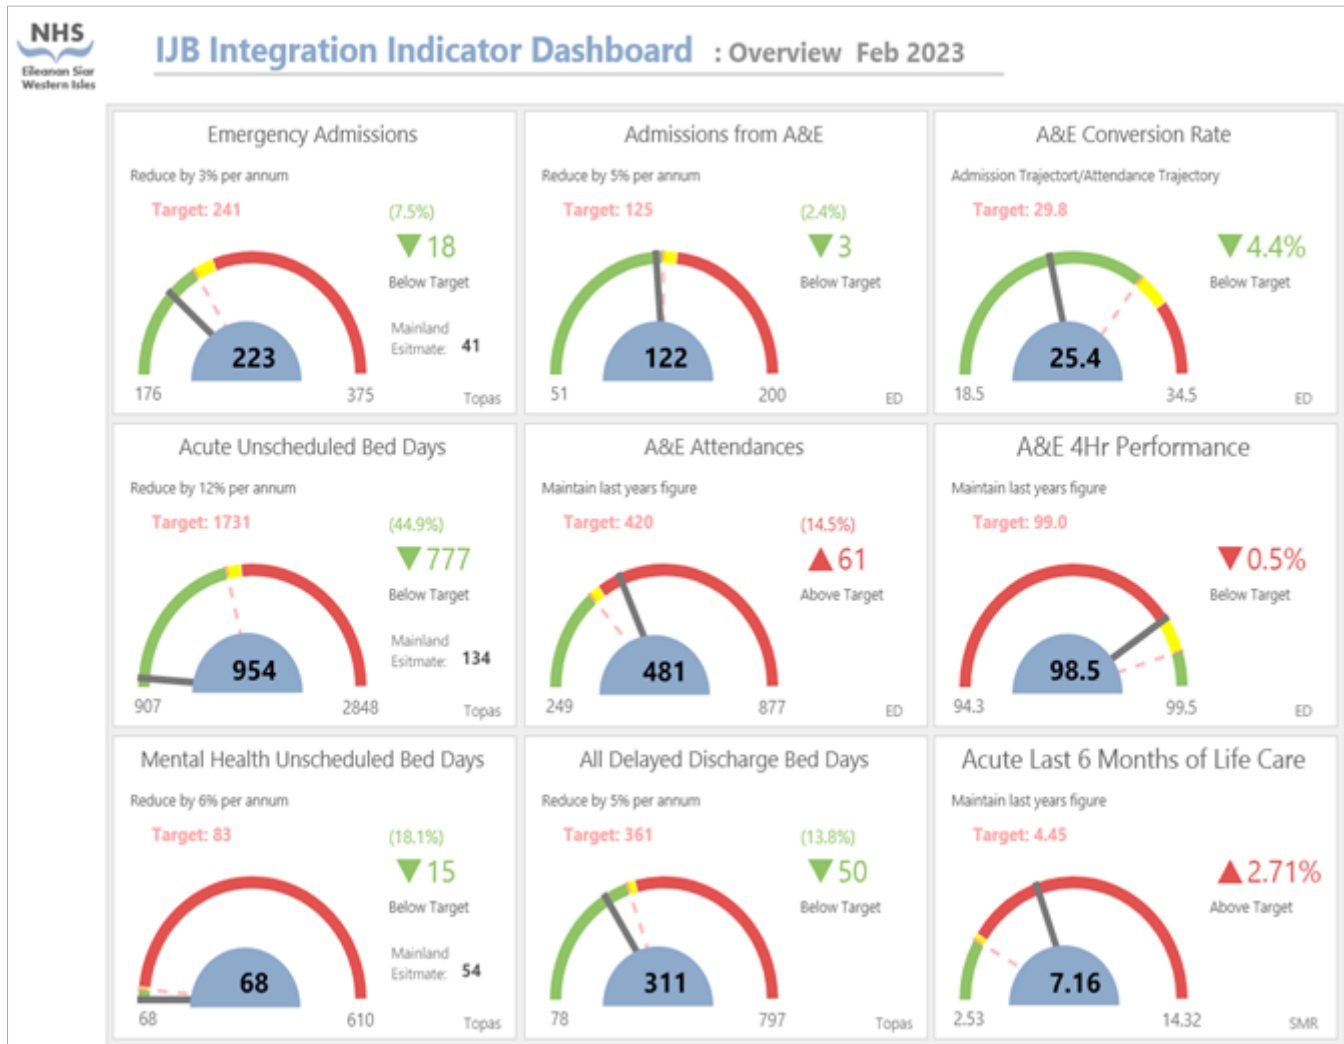 NHS
Eileanan Siar
Western Isles
IJB Integration Indicator Dashboard : Overview Feb 2023
Emergency Admissions
Reduce by 3% per annum
Target: 241
(7.5%)
▼18
Below Target
Mainland
Esitmate: 41
223
176
375
Topas
Admissions from A&E
Reduce by 5% per annum
Target: 125
(2.4%)
▼3
Below Target
122
51
200
ED
A&E Conversion Rate
Admission Trajectort/Attendance Trajectory
Target: 29.8
▼4.4%
Below Target
25.4
18.5
34.5
ED
Acute Unscheduled Bed Days
Reduce by 12% per annum
Target: 1731
(44.9%)
▼777
Below Target
Mainland
Esitmate: 134
954
907
2848
Topas
A&E Attendances
Maintain last years figure
Target: 420
(14.5%)
▲61
Above Target
481
249
877
ED
A&E 4Hr Performance
Maintain last years figure
Target: 99.0
▼0.5%
Below Target
98.5
94.3
99.5
ED
Mental Health Unscheduled Bed Days
Reduce by 6% per annum
Target: 83
(18.1%)
▼15
Below Target
Mainland
Esitmate: 54
68
68
610
Topas
All Delayed Discharge Bed Days
Reduce by 5% per annum
Target: 361
(13.8%)
▼50
Below Target
311
78
797
Topas
Acute Last 6 Months of Life Care
Maintain last years figure
Target: 4.45
▲2.71%
Above Target
7.16
2.53
14.32
SMR